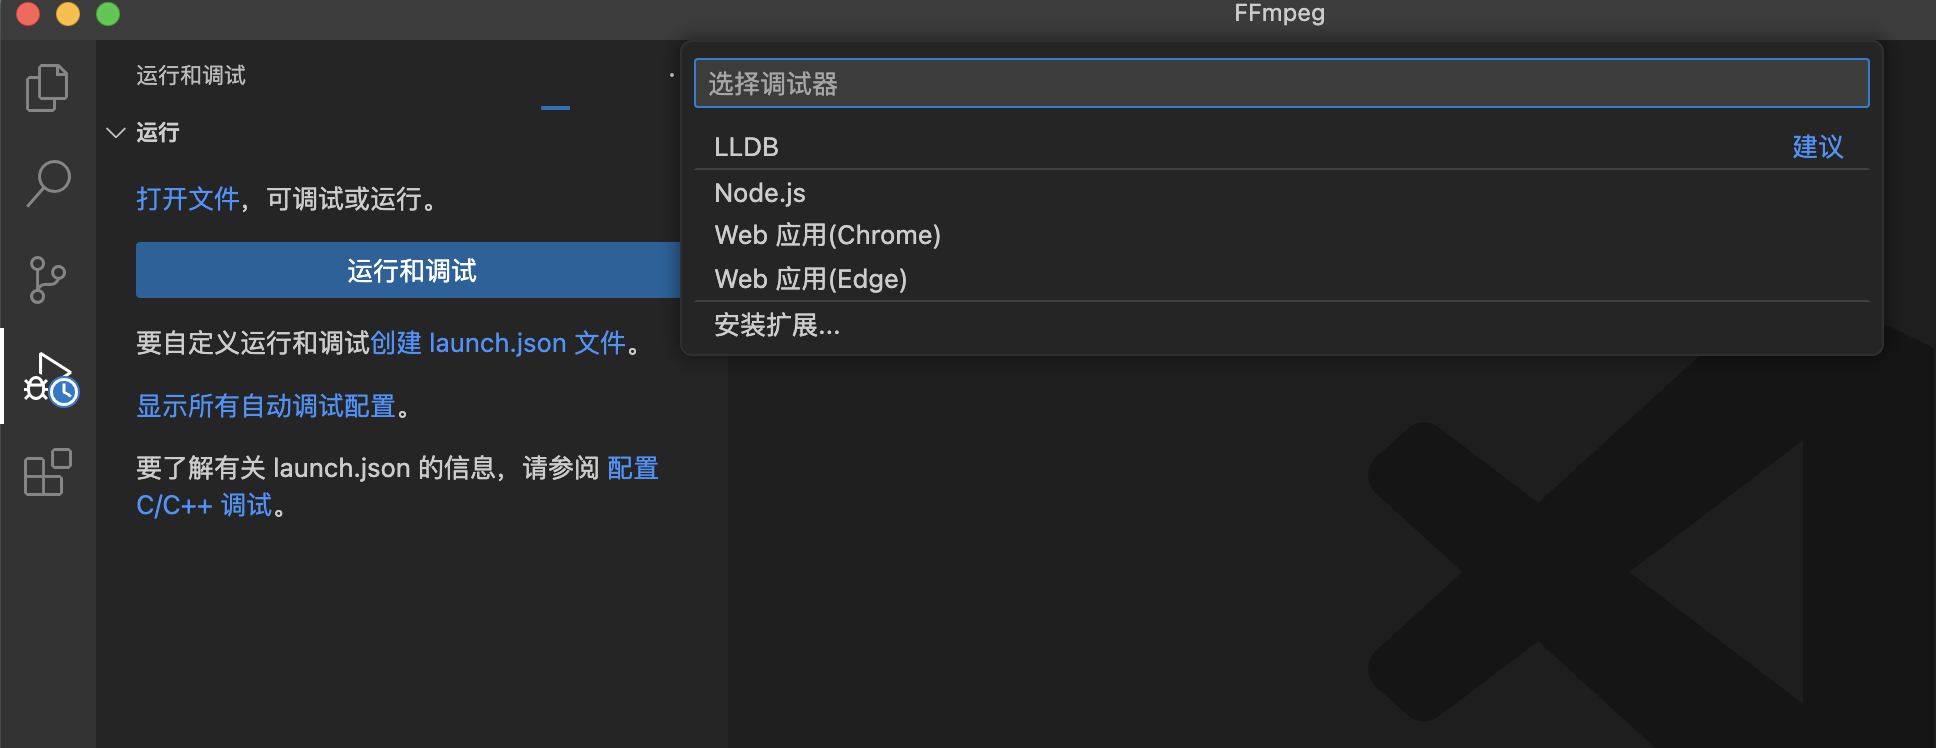 FFmpeg
运行和调试
运行
打开文件，可调试或运行。
运行和调试
要自定义运行和调试创建 launch.json 文件。
显示所有自动调试配置。
要了解有关 launch.json 的信息，请参阅 配置
C/C++ 调试。
选择调试器
LLDB 建议
Node.js
Web 应用(Chrome)
Web 应用(Edge)
安装扩展...